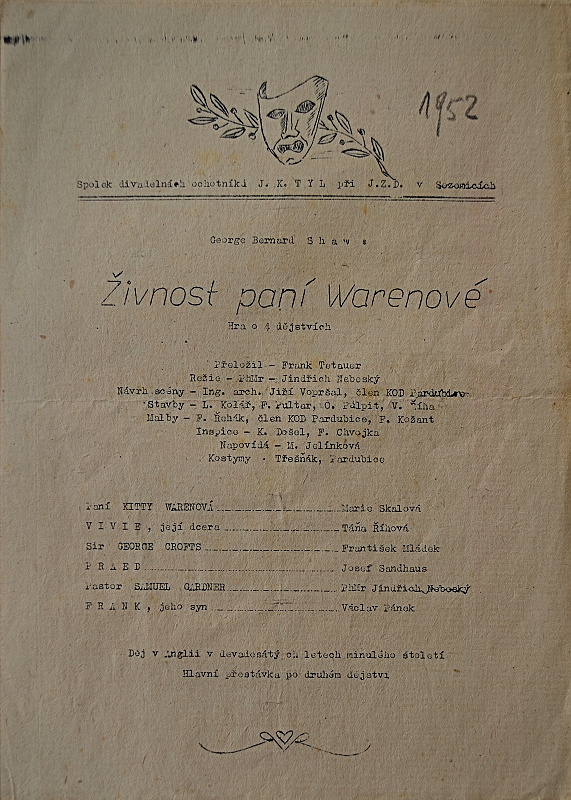 1952
Spolek divadelních ochotníků J. K. TYL při J.Z.D. v Sezemicích
George Bernard Shaw :
Živnost paní Warenové
Hra o 4 dějstvích
Přeložil - Frank Tetauer
Režie - PhMr - Jindřich Nebeský
Návrh scény - Ing. arch. Jiří Vopršal, člen KOD Pardubice
Stavby - L. Kolář, F. Pultar, O. Pulpit, V. Říha
Malby - F. Řehák, člen KOD Pardubice, F. Kožant
Inspice - K. Došel, F. Chvojka
Napovídá - M. Jelínková
Kostymy - Třešňák, Pardubice
Paní KITTY WARENOVÁ Marie Skalová
VIVIE, její dcera Táňa Říhová
Sir GEORGE CROFTS František Mládek
PRAED Josef Sandhaus
Pastor SAMUEL GARDNER PhMr Jindřich Nebeský
FRANK, jeho syn Václav Pánek
Děj v Anglii v devadesátých letech minulého století
Hlavní přestávka po druhém dějství